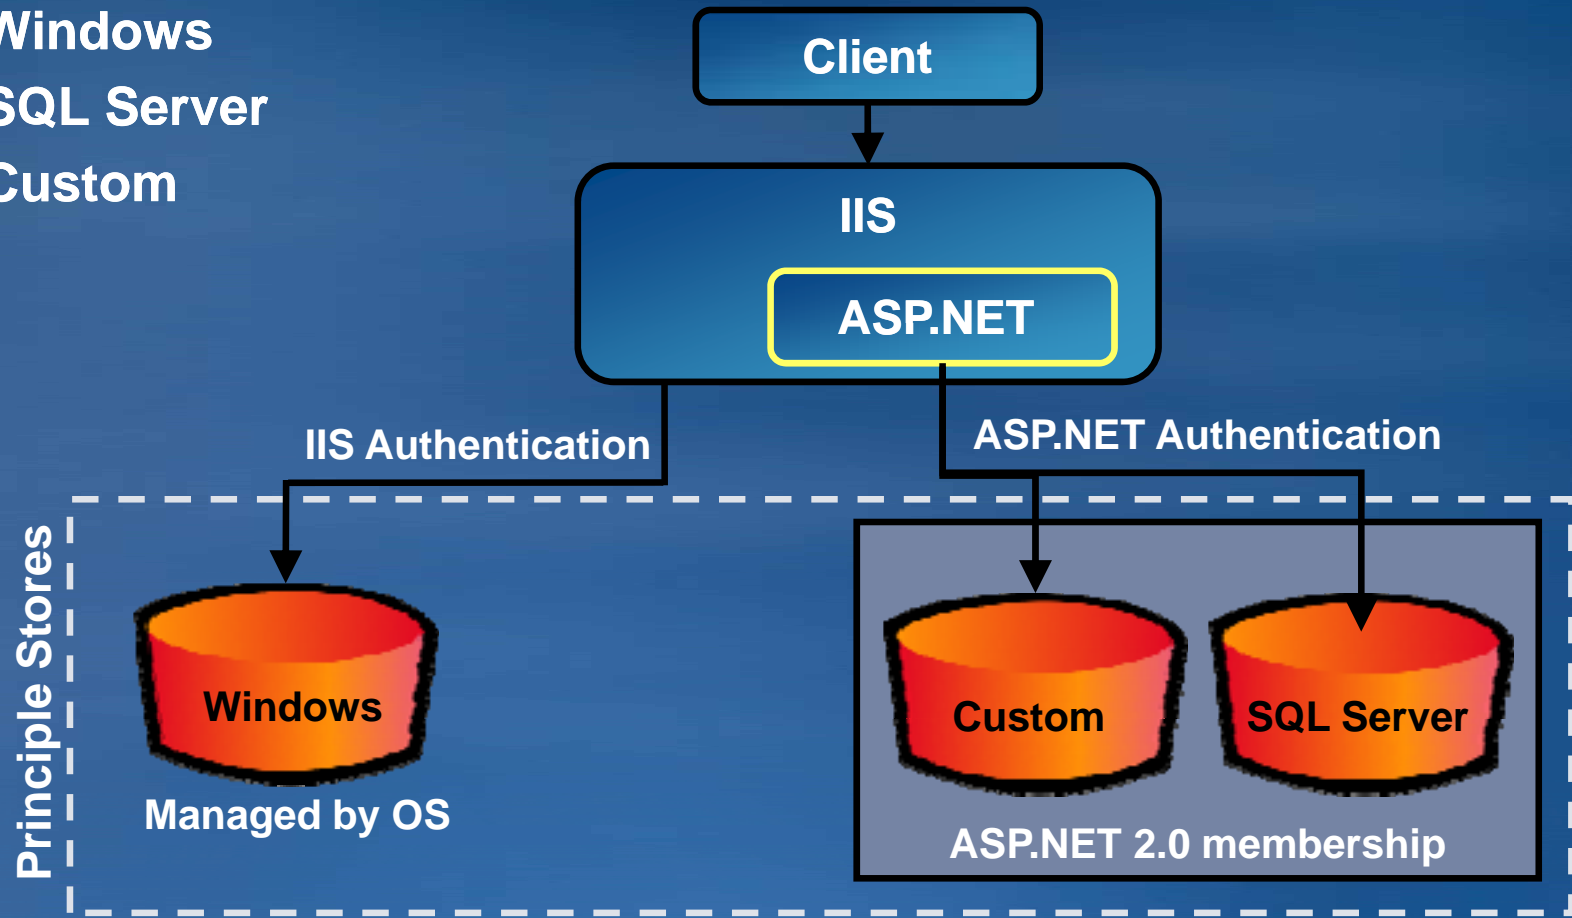 Windows
SQL Server
Custom
Client
IIS
ASP.NET
IIS Authentication
ASP.NET Authentication
Principle Stores
Windows
Managed by OS
Custom
SQL Server
ASP.NET 2.0 membership